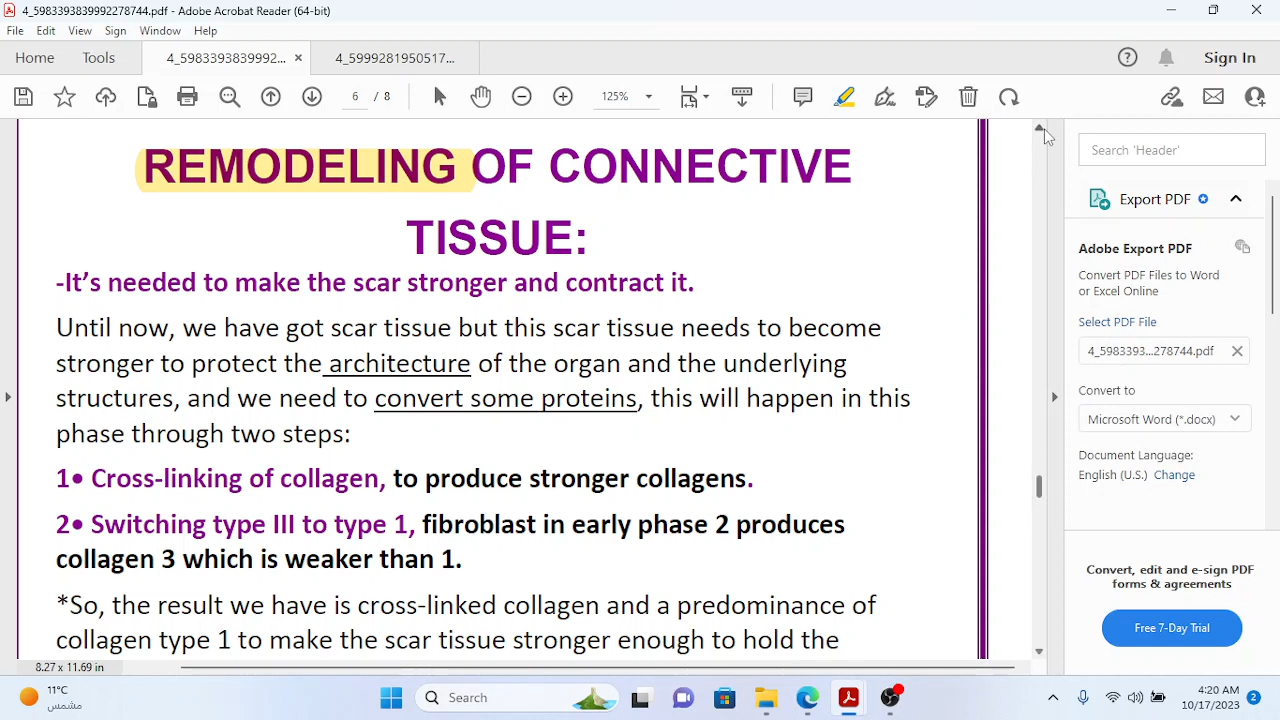 4_5983393839992278744.pdf - Adobe Acrobat Reader (64-bit)
File Edit View Sign Window Help
Home Tools 4_5983393839992... 4_5999281950517... Sign In
6 / 8 125%
REMODELING OF CONNECTIVE
TISSUE:
-It’s needed to make the scar stronger and contract it.
Until now, we have got scar tissue but this scar tissue needs to become
stronger to protect the architecture of the organ and the underlying
structures, and we need to convert some proteins, this will happen in this
phase through two steps:
1• Cross-linking of collagen, to produce stronger collagens.
2• Switching type III to type 1, fibroblast in early phase 2 produces
collagen 3 which is weaker than 1.
*So, the result we have is cross-linked collagen and a predominance of
collagen type 1 to make the scar tissue stronger enough to hold the
8.27 x 11.69 in
Search 'Header'
Export PDF
Adobe Export PDF
Convert PDF Files to Word
or Excel Online
Select PDF File
4_5983393...278744.pdf
Convert to
Microsoft Word (*.docx)
Document Language:
English (U.S.) Change
Convert, edit and e-sign PDF
forms & agreements
Free 7-Day Trial
11°C
مشمس
Search
4:20 AM
10/17/2023
2